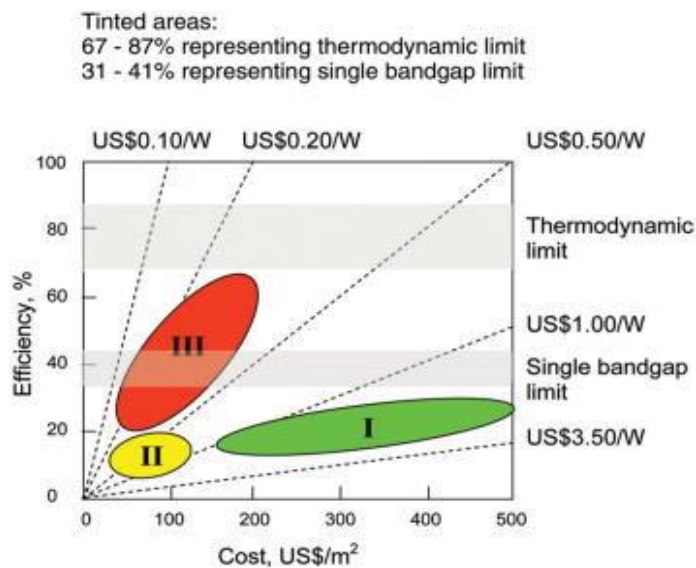 Tinted areas:
67 - 87% representing thermodynamic limit
31 - 41% representing single bandgap limit
US$0.10/W
US$0.20/W
US$0.50/W
100
80
60
40
20
0
Thermodynamic
limit
US$1.00/W
Single bandgap
limit
US$3.50/W
III
II
I
Efficiency, %
0
100
200
300
400
500
Cost, US$/m²